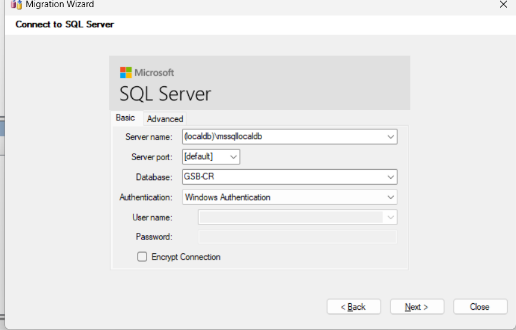 Migration Wizard
Connect to SQL Server
Microsoft
SQL Server
Basic Advanced
Server name: (localdb)\mssqllocaldb
Server port: [default]
Database: GSB-CR
Authentication: Windows Authentication
User name:
Password:
Encrypt Connection
< Back Next > Close